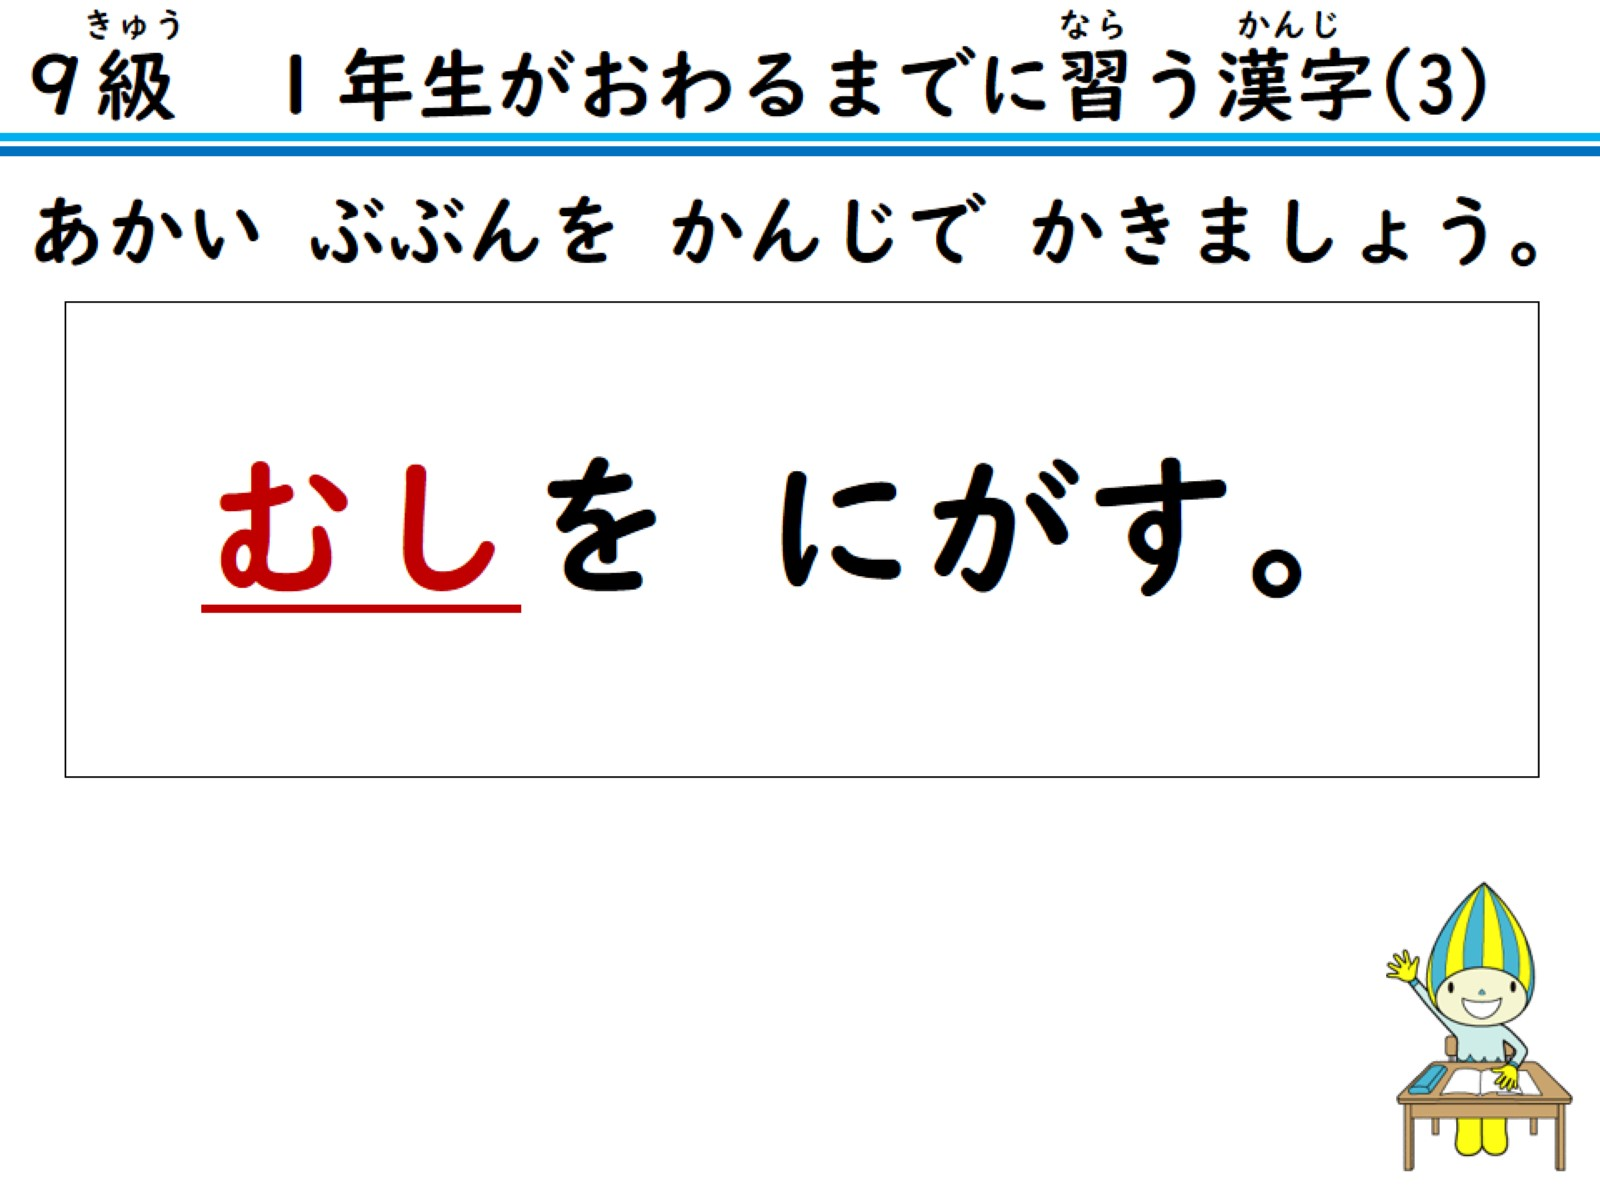 きゅう なら かんじ
9級 1年生がおわるまでに習う漢字(3)
あかい ぶぶんを かんじで かきましょう。
むしを にがす。